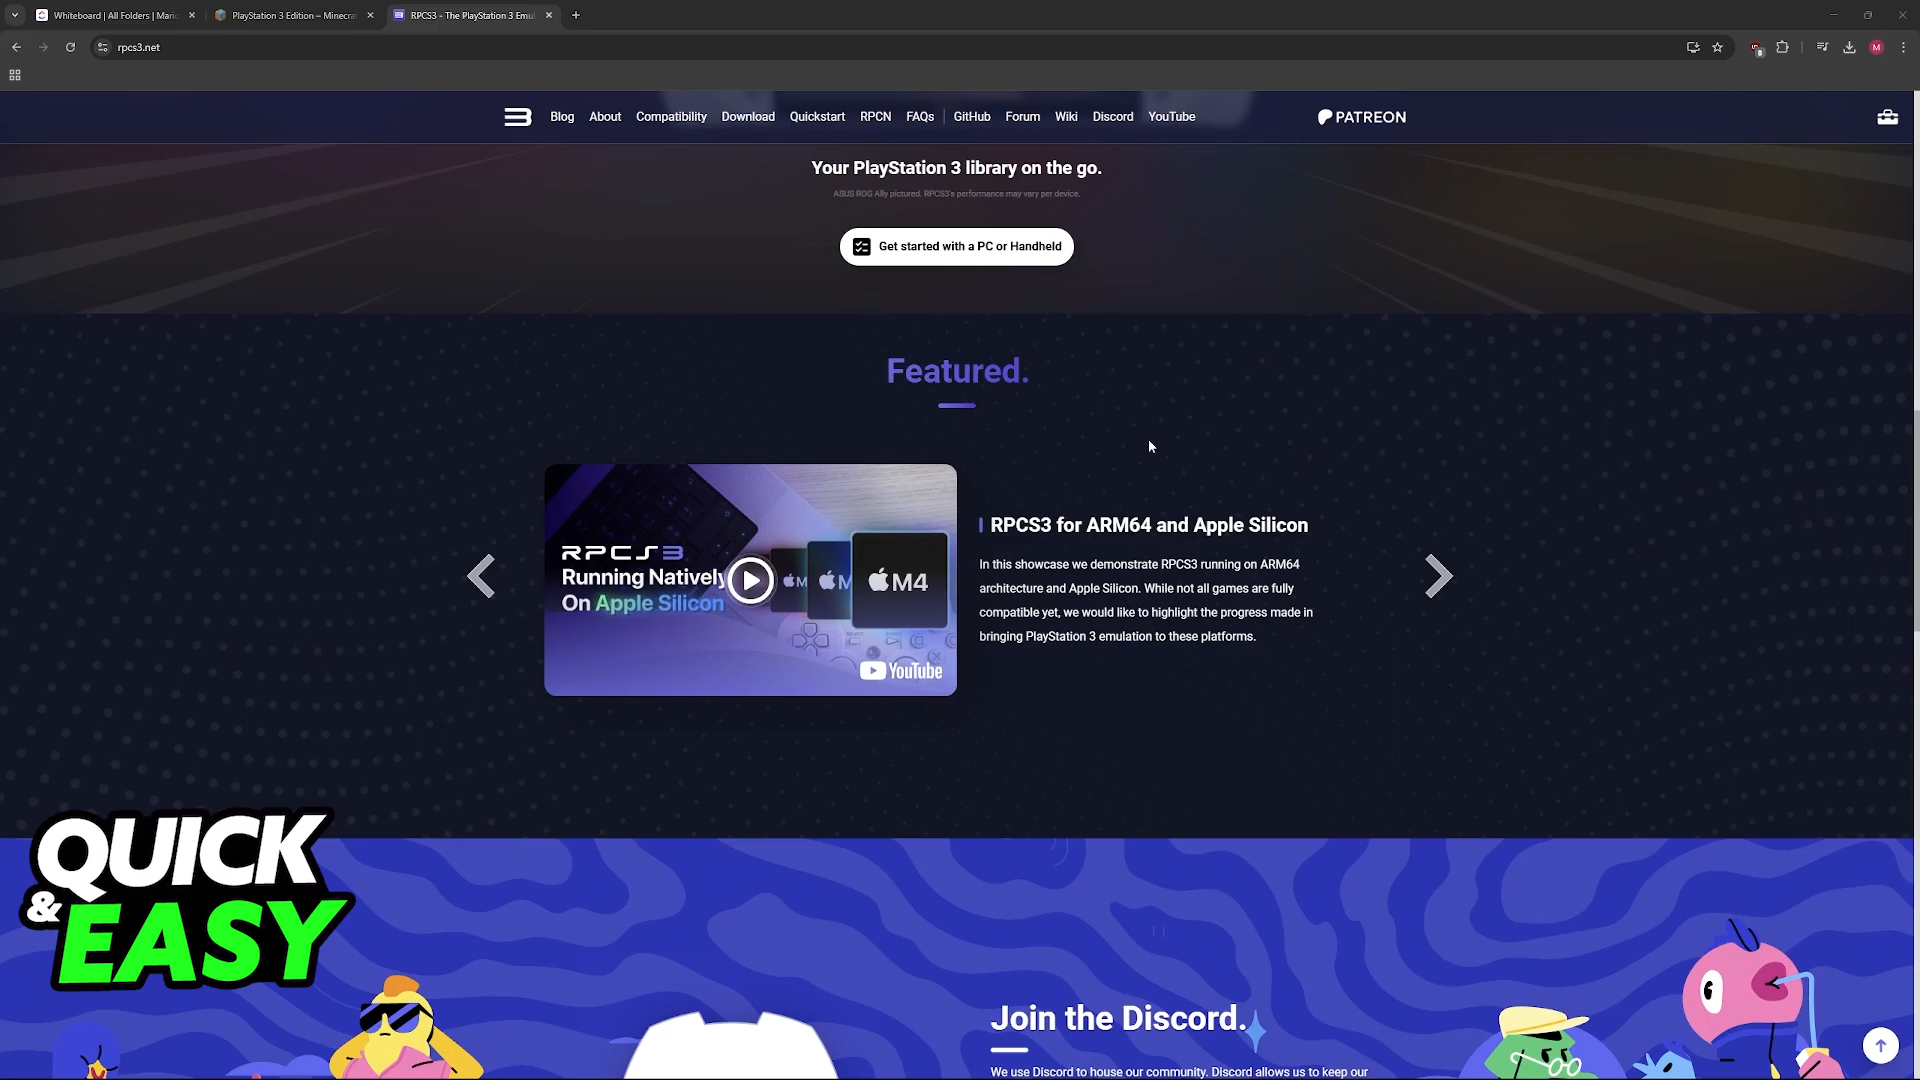 Whiteboard | All Folders | Mario
PlayStation 3 Edition – Minecra
RPCS3 - The PlayStation 3 Emu
rpcs3.net
8
M
Blog About Compatibility Download Quickstart RPCN FAQs GitHub Forum Wiki Discord YouTube
PATREON
Your PlayStation 3 library on the go.
ASUS ROG Ally pictured. RPCS3's performance may vary per device.
Get started with a PC or Handheld
Featured.
RPCS3
Running Natively
On Apple Silicon
M
M
M4
SELECT
START
YouTube
RPCS3 for ARM64 and Apple Silicon
In this showcase we demonstrate RPCS3 running on ARM64
architecture and Apple Silicon. While not all games are fully
compatible yet, we would like to highlight the progress made in
bringing PlayStation 3 emulation to these platforms.
QUICK
& EASY
Join the Discord.
We use Discord to house our community. Discord allows us to keep our